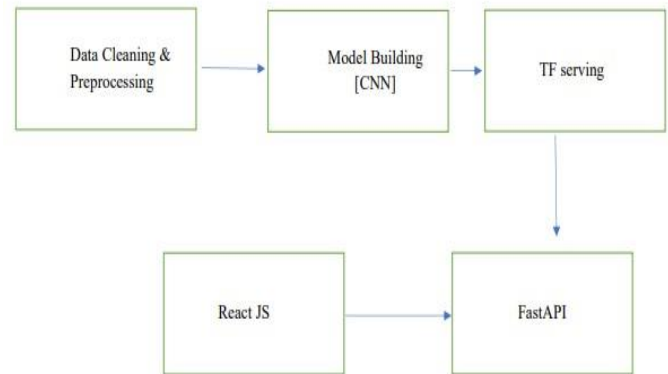 Data Cleaning &
Preprocessing
Model Building
[CNN]
TF serving
React JS
FastAPI